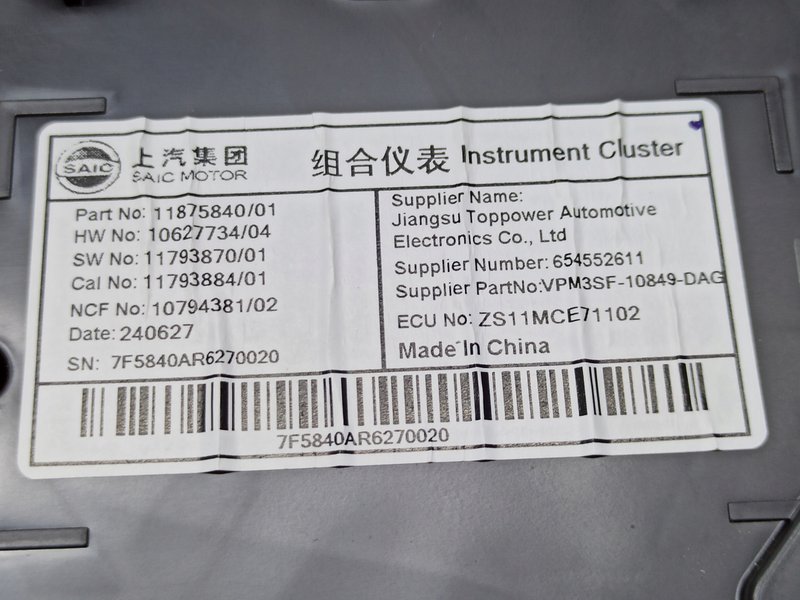 SAIC 上汽集团 组合仪表 Instrument Cluster
SAIC MOTOR
Part No: 11875840/01
HW No: 10627734/04
SW No: 11793870/01
Cal No: 11793884/01
NCF No: 10794381/02
Date: 240627
SN: 7F5840AR6270020
Supplier Name:
Jiangsu Toppower Automotive
Electronics Co., Ltd
Supplier Number: 654552611
Supplier PartNo:VPM3SF-10849-DAG
ECU No: ZS11MCE71102
Made In China
7F5840AR6270020